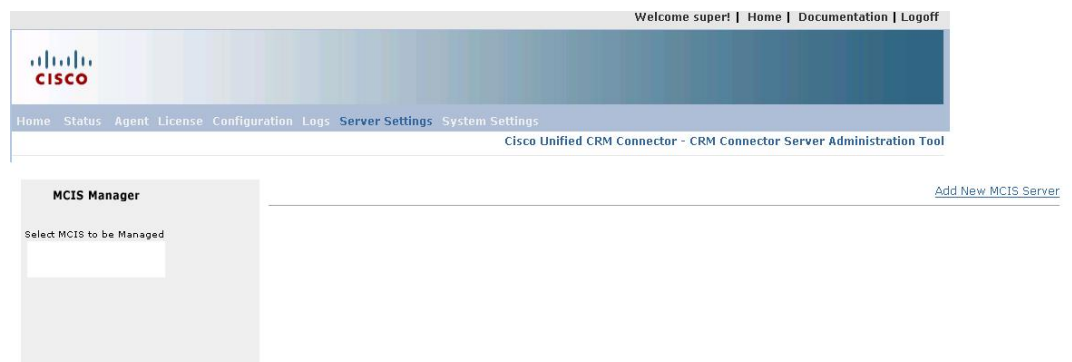 Welcome super! | Home | Documentation | Logoff
CISCO
Home Status Agent License Configuration Logs Server Settings System Settings
Cisco Unified CRM Connector - CRM Connector Server Administration Tool
MCIS Manager
Add New MCIS Server
Select MCIS to be Managed